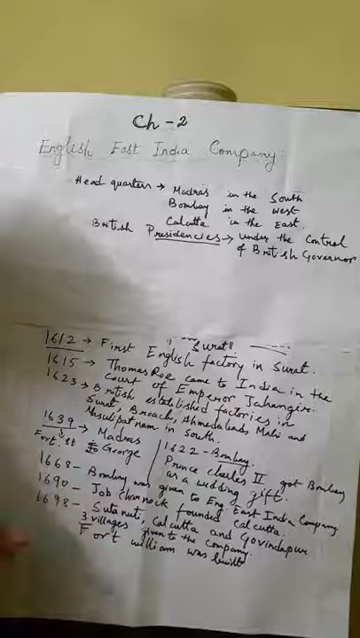 Ch - 2
English East India Company
Head quarters → Madras in the South
Bombay in the West
Calcutta in the East.
British Presidencies → under the Control
of British Governor
Surat
1612 → First English factory in Surat.
1615 → Thomas Roe came to India in the
Court of Emperor Jahangir.
1623 → British established factories in
Surat, Broach, Ahmedabad, and
Masulipatnam in South.
1639 → Madras
Fort. St George
1622 - Bombay.
Prince Charles II got Bombay
as a wedding gift.
1668 - Bombay was given to Eng. East India Company
1690 - Job Charnock founded Calcutta.
1698 - Sutanuti, Calcutta and Govindapur
3 villages given to the company.
Fort William was built